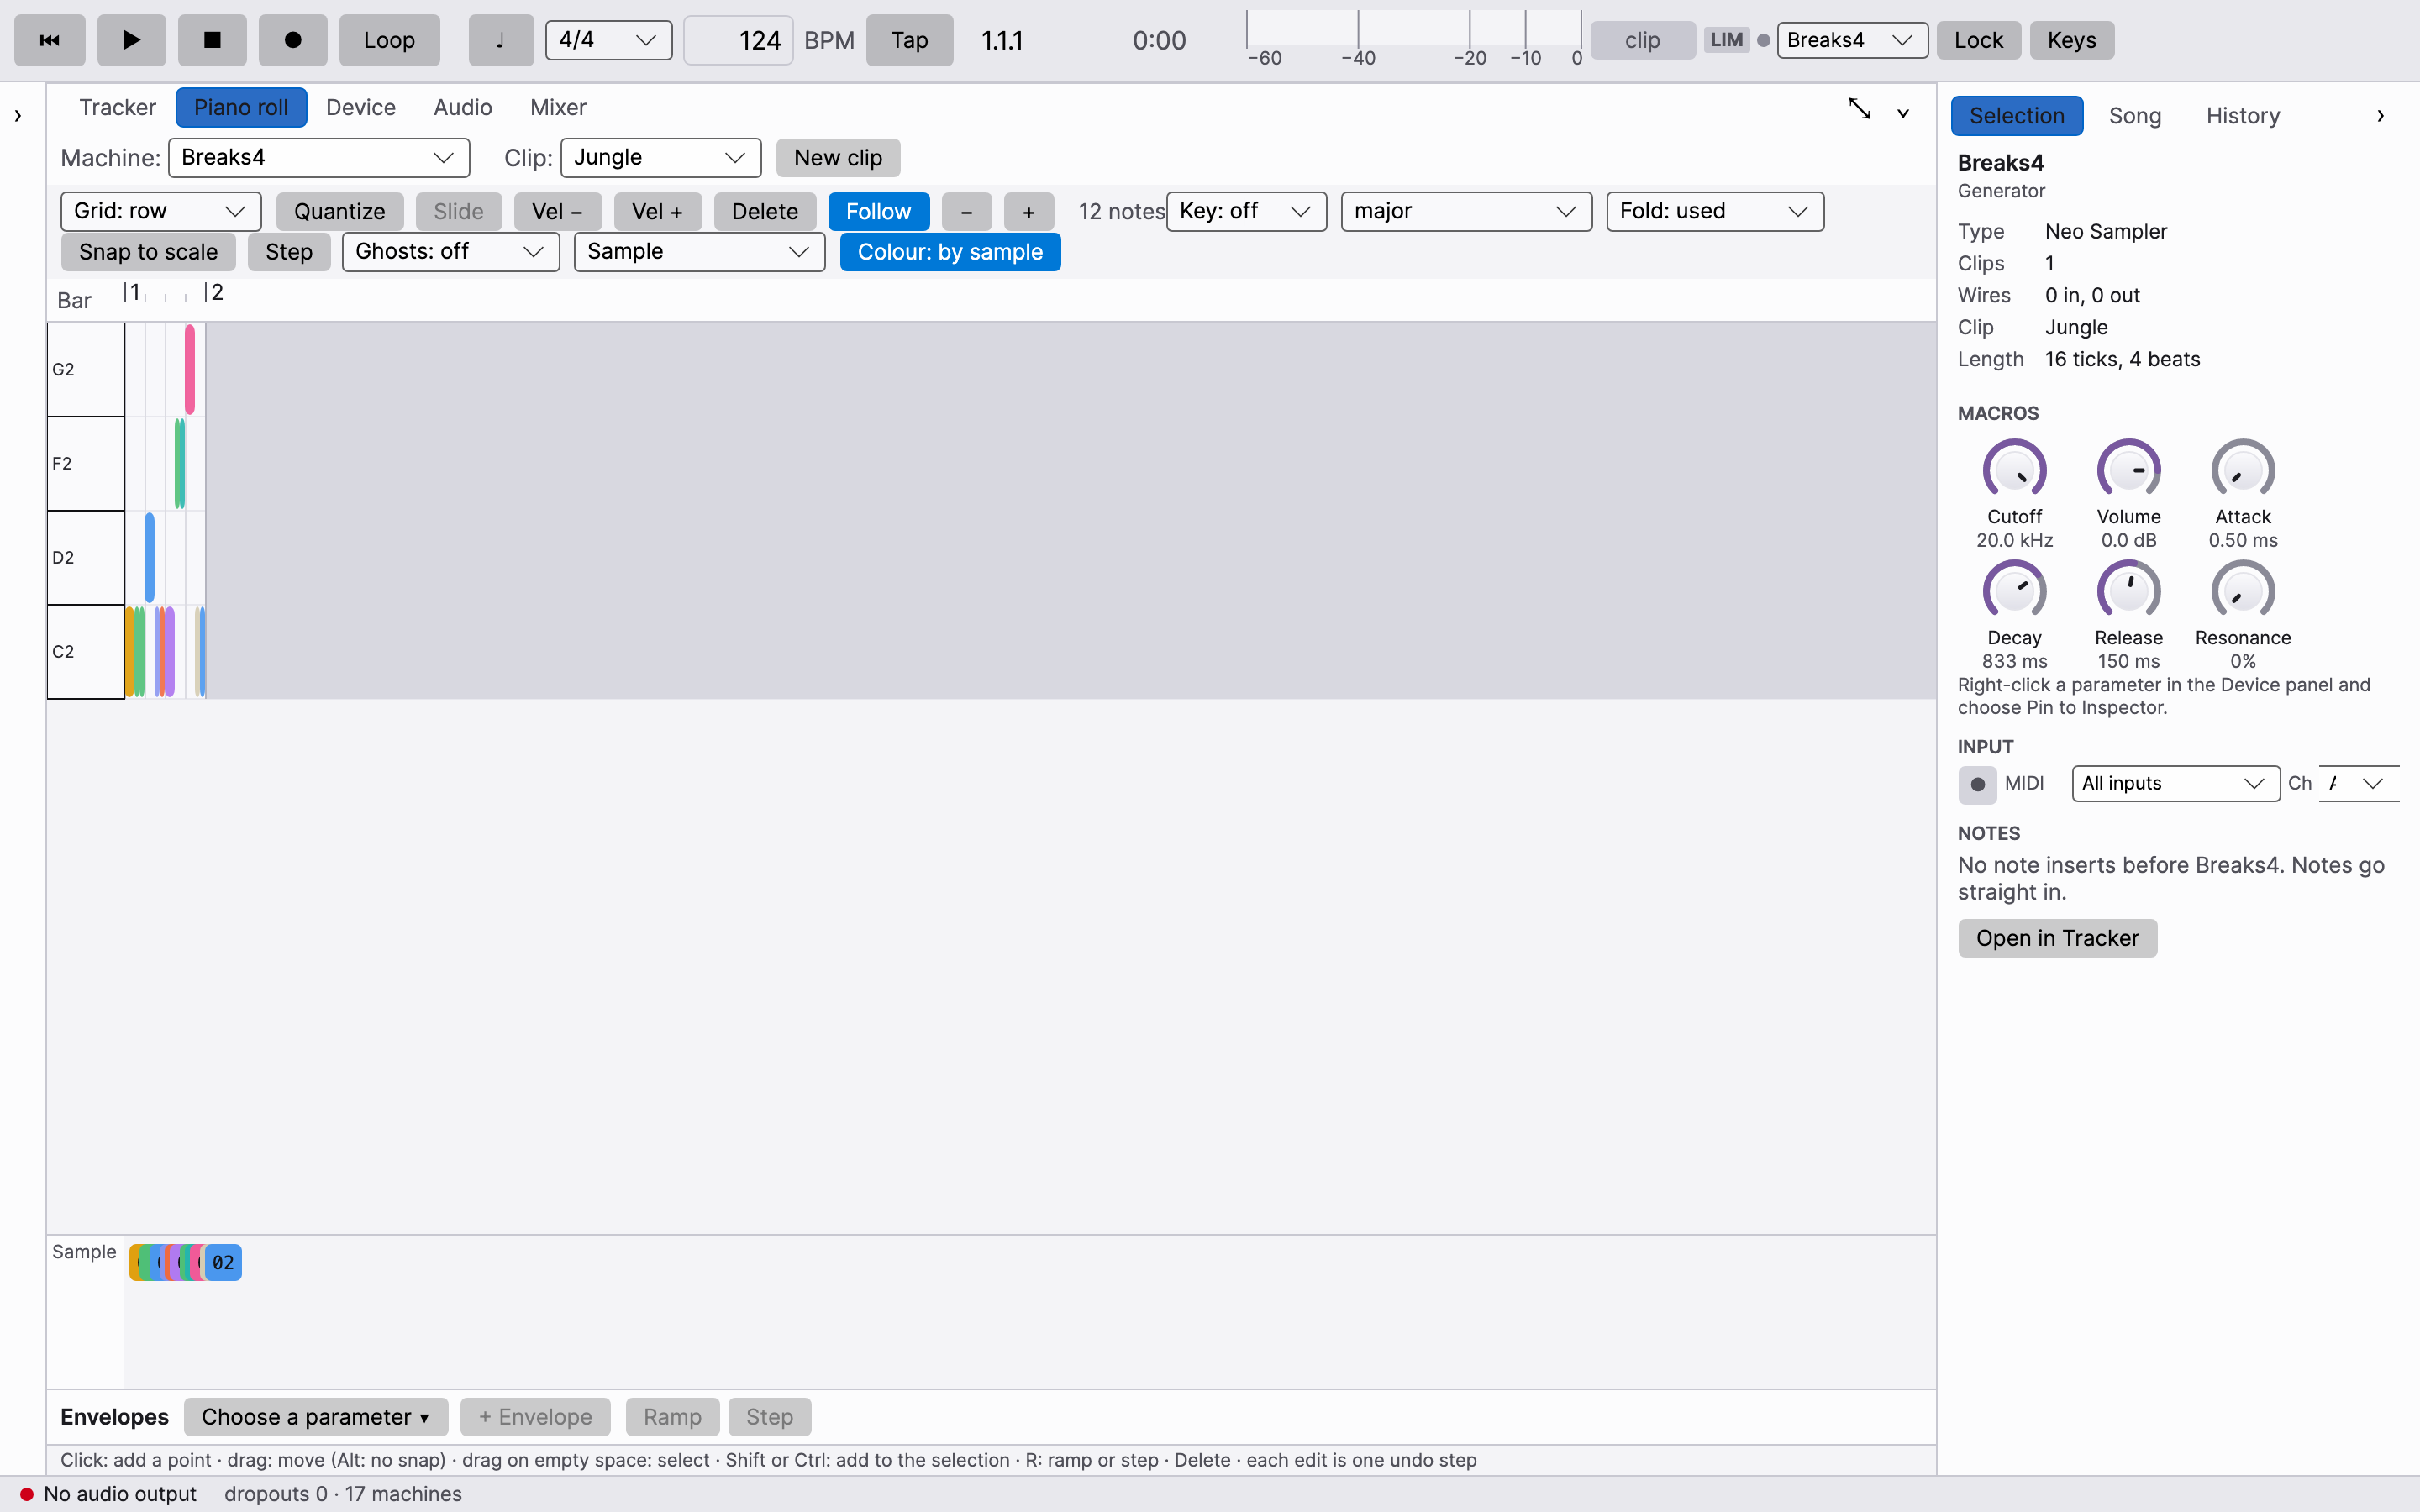 Loop 4/4 124 BPM Tap 1.1.1 0:00 −60 −40 −20 −10 0 clip LIM Breaks4 Lock Keys
Tracker Piano roll Device Audio Mixer
Machine: Breaks4 Clip: Jungle New clip
Grid: row Quantize Slide Vel − Vel + Delete Follow − + 12 notes Key: off major Fold: used
Snap to scale Step Ghosts: off Sample Colour: by sample
Bar 1 2
G2
F2
D2
C2
Sample 02
Envelopes Choose a parameter ▾ + Envelope Ramp Step
Click: add a point · drag: move (Alt: no snap) · drag on empty space: select · Shift or Ctrl: add to the selection · R: ramp or step · Delete · each edit is one undo step
Selection Song History
Breaks4
Generator
Type Neo Sampler
Clips 1
Wires 0 in, 0 out
Clip Jungle
Length 16 ticks, 4 beats
MACROS
Cutoff Volume Attack
20.0 kHz 0.0 dB 0.50 ms
Decay Release Resonance
833 ms 150 ms 0%
Right-click a parameter in the Device panel and
choose Pin to Inspector.
INPUT
MIDI All inputs Ch
NOTES
No note inserts before Breaks4. Notes go
straight in.
Open in Tracker
No audio output dropouts 0 · 17 machines